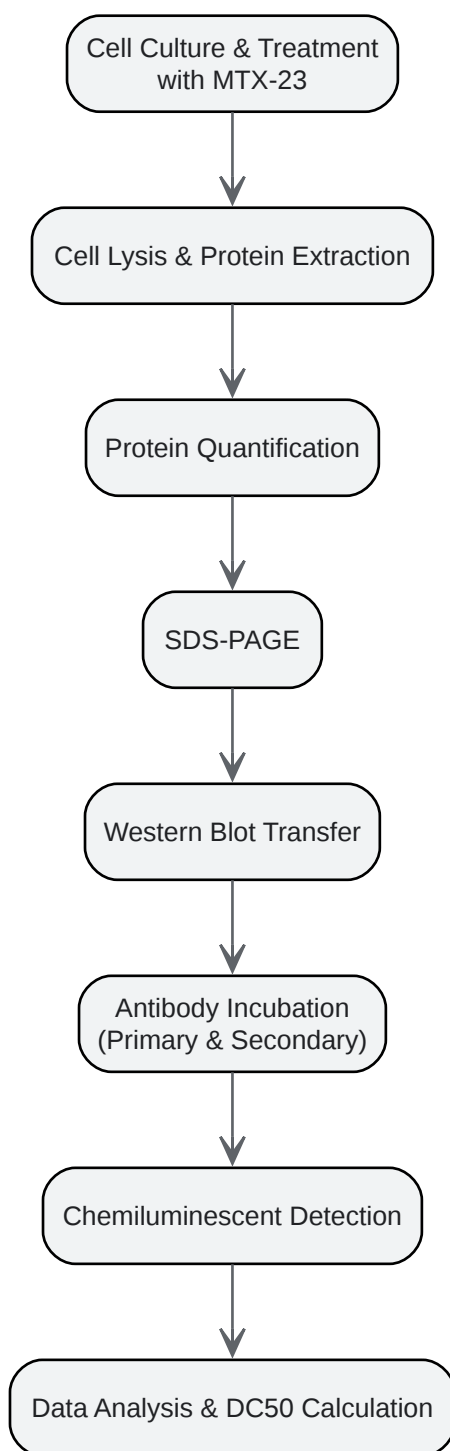 Cell Culture & Treatment
with MTX-23
Cell Lysis & Protein Extraction
Protein Quantification
SDS-PAGE
Western Blot Transfer
Antibody Incubation
(Primary & Secondary)
Chemiluminescent Detection
Data Analysis & DC50 Calculation